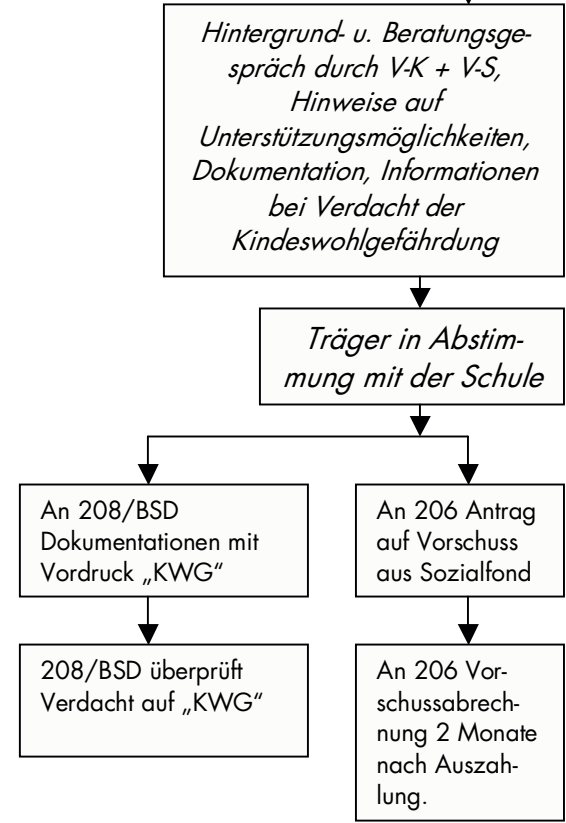 Hintergrund- u. Beratungsge-
spräch durch V-K + V-S,
Hinweise auf
Unterstützungsmöglichkeiten,
Dokumentation, Informationen
bei Verdacht der
Kindeswohlgefährdung
Träger in Abstim-
mung mit der Schule
An 208/BSD
Dokumentationen mit
Vordruck „KWG“
An 206 Antrag
auf Vorschuss
aus Sozialfond
208/BSD überprüft
Verdacht auf „KWG“
An 206 Vor-
schussabrech-
nung 2 Monate
nach Auszah-
lung.